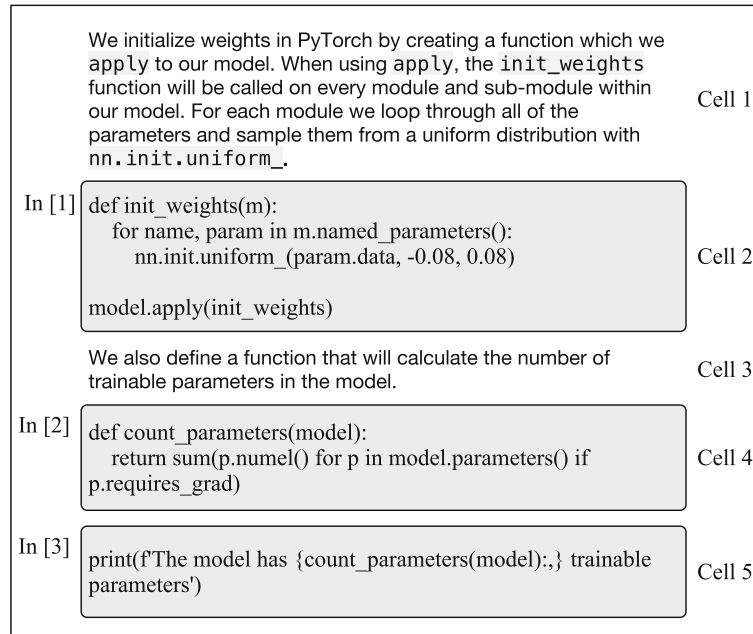 We initialize weights in PyTorch by creating a function which we
apply to our model. When using apply, the init_weights
function will be called on every module and sub-module within
our model. For each module we loop through all of the
parameters and sample them from a uniform distribution with
nn.init.uniform_.
Cell 1
In [1]
def init_weights(m):
    for name, param in m.named_parameters():
        nn.init.uniform_(param.data, -0.08, 0.08)
model.apply(init_weights)
Cell 2
We also define a function that will calculate the number of
trainable parameters in the model.
Cell 3
In [2]
def count_parameters(model):
    return sum(p.numel() for p in model.parameters() if
p.requires_grad)
Cell 4
In [3]
print(f'The model has {count_parameters(model):,} trainable
parameters')
Cell 5